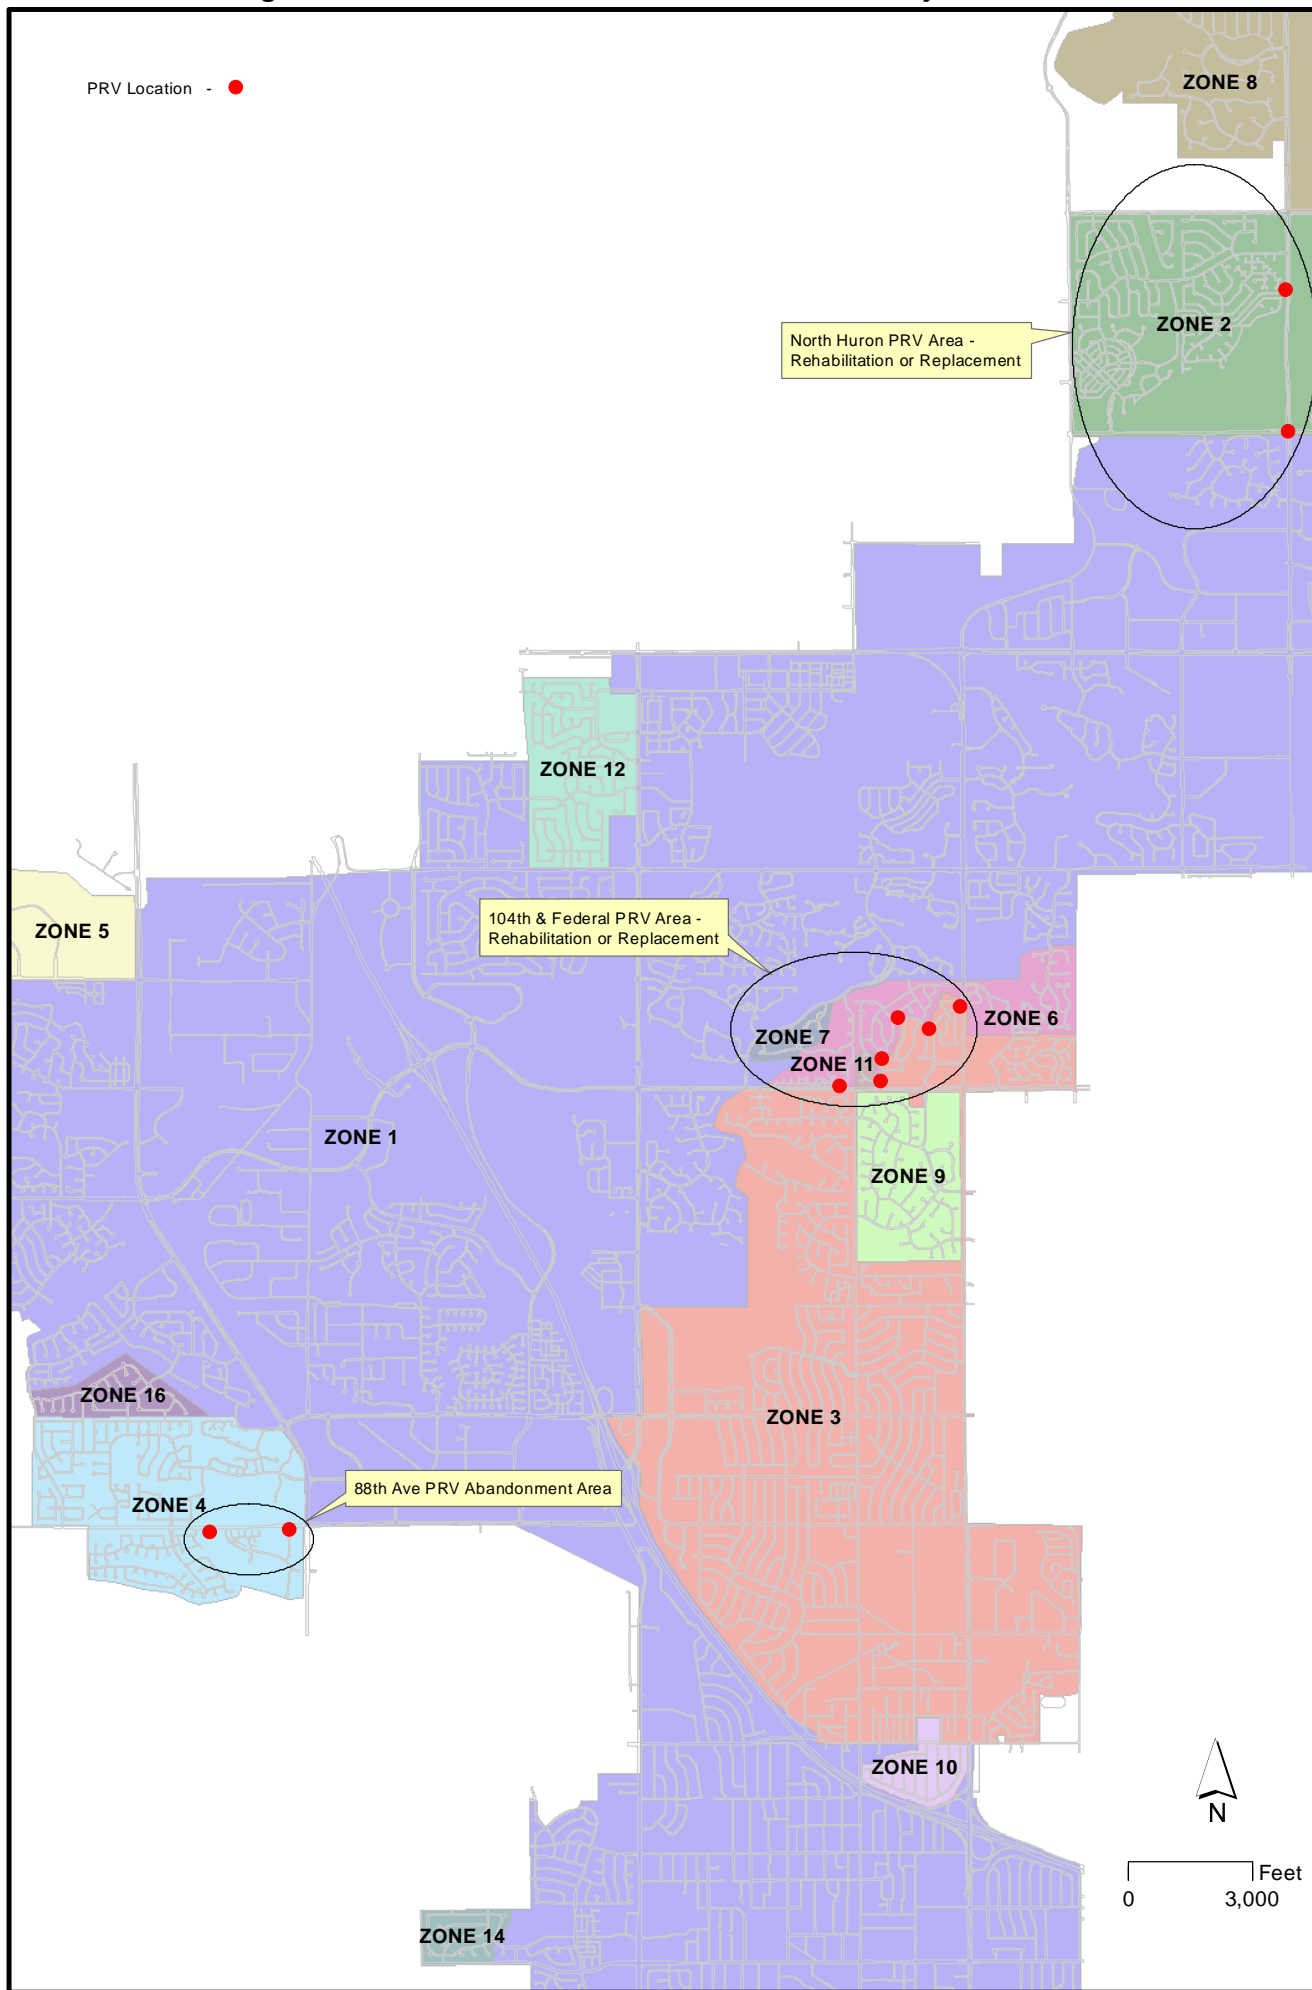 PRV Location -
ZONE 8
ZONE 2
North Huron PRV Area -
Rehabilitation or Replacement
ZONE 12
ZONE 5
104th & Federal PRV Area -
Rehabilitation or Replacement
ZONE 6
ZONE 7
ZONE 11
ZONE 1
ZONE 9
ZONE 16
ZONE 3
88th Ave PRV Abandonment Area
ZONE 4
ZONE 10
N
Feet
0 3,000
ZONE 14